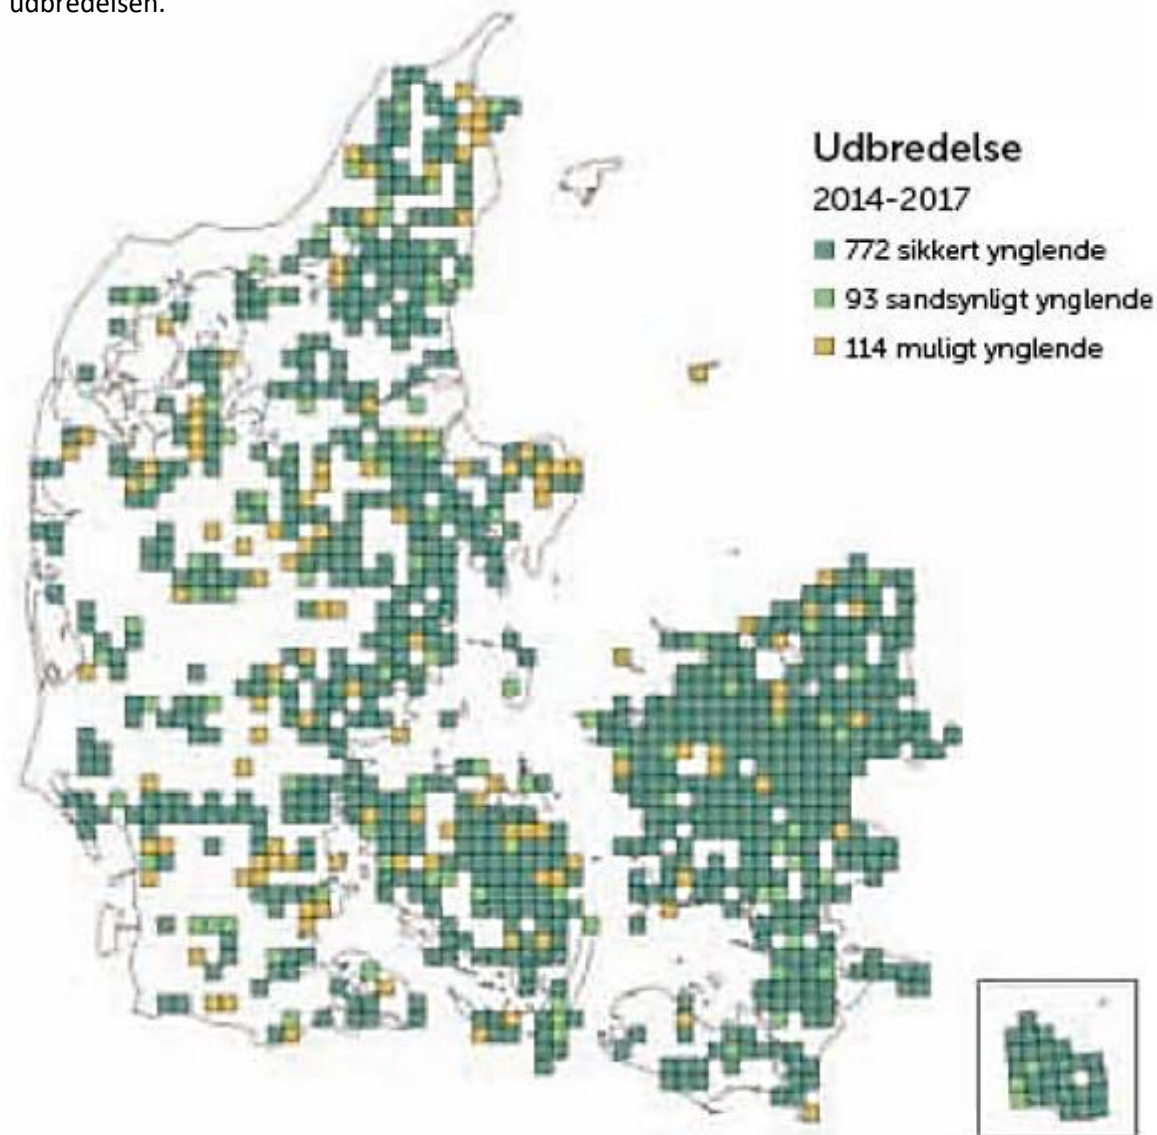 udbredelsen.
Udbredelse
2014-2017
772 sikkert ynglende
93 sandsynligt ynglende
114 muligt ynglende